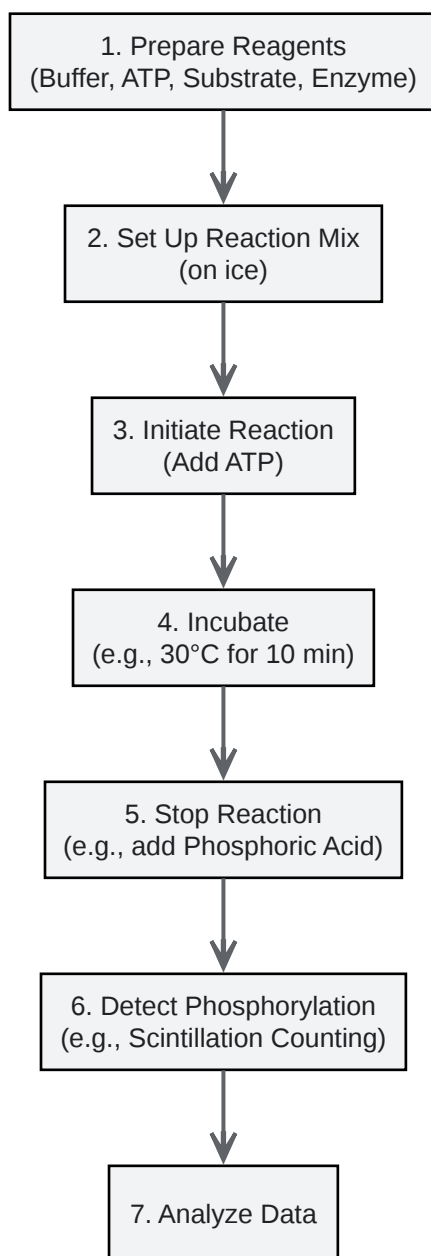 1. Prepare Reagents
(Buffer, ATP, Substrate, Enzyme)
2. Set Up Reaction Mix
(on ice)
3. Initiate Reaction
(Add ATP)
4. Incubate
(e.g., 30°C for 10 min)
5. Stop Reaction
(e.g., add Phosphoric Acid)
6. Detect Phosphorylation
(e.g., Scintillation Counting)
7. Analyze Data